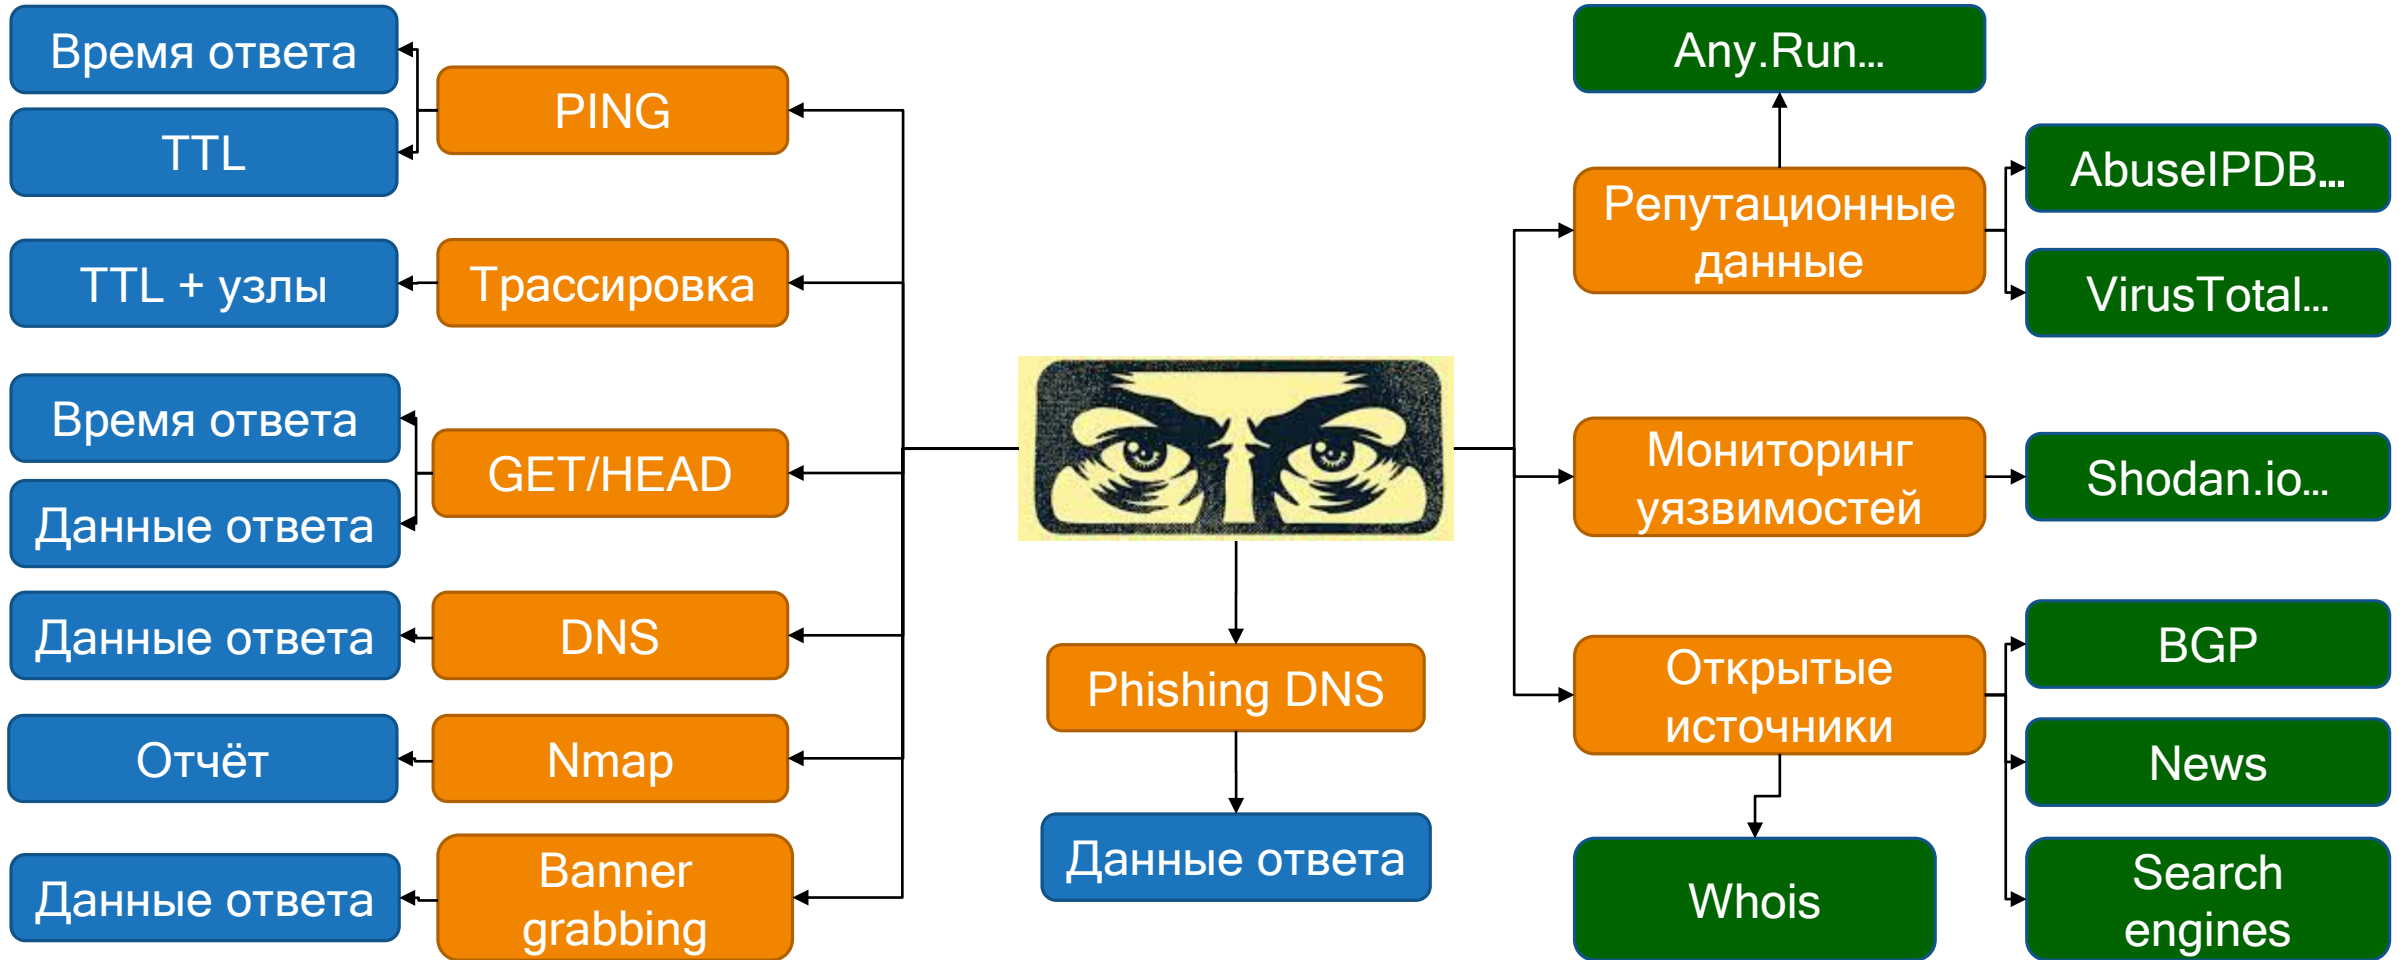 Время ответа
TTL
PING
TTL + узлы
Трассировка
Время ответа
Данные ответа
GET/HEAD
Данные ответа
DNS
Отчёт
Nmap
Данные ответа
Banner
grabbing
Phishing DNS
Данные ответа
Any.Run...
Репутационные
данные
AbuseIPDB...
VirusTotal...
Мониторинг
уязвимостей
Shodan.io...
Открытые
источники
BGP
News
Search
engines
Whois